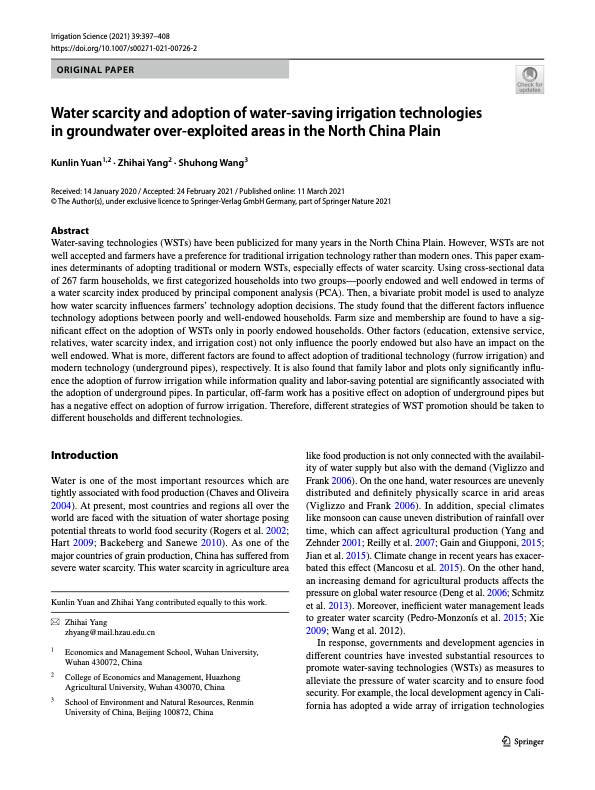 Irrigation Science (2021) 39:397–408
https://doi.org/10.1007/s00271-021-00726-2
ORIGINAL PAPER
Check for
updates
Water scarcity and adoption of water-saving irrigation technologies
in groundwater over-exploited areas in the North China Plain
Kunlin Yuan1,2 · Zhihai Yang2 · Shuhong Wang3
Received: 14 January 2020 / Accepted: 24 February 2021 / Published online: 11 March 2021
© The Author(s), under exclusive licence to Springer-Verlag GmbH Germany, part of Springer Nature 2021
Abstract
Water-saving technologies (WSTs) have been publicized for many years in the North China Plain. However, WSTs are not
well accepted and farmers have a preference for traditional irrigation technology rather than modern ones. This paper exam-
ines determinants of adopting traditional or modern WSTs, especially effects of water scarcity. Using cross-sectional data
of 267 farm households, we first categorized households into two groups—poorly endowed and well endowed in terms of
a water scarcity index produced by principal component analysis (PCA). Then, a bivariate probit model is used to analyze
how water scarcity influences farmers' technology adoption decisions. The study found that the different factors influence
technology adoptions between poorly and well-endowed households. Farm size and membership are found to have a sig-
nificant effect on the adoption of WSTs only in poorly endowed households. Other factors (education, extensive service,
relatives, water scarcity index, and irrigation cost) not only influence the poorly endowed but also have an impact on the
well endowed. What is more, different factors are found to affect adoption of traditional technology (furrow irrigation) and
modern technology (underground pipes), respectively. It is also found that family labor and plots only significantly influ-
ence the adoption of furrow irrigation while information quality and labor-saving potential are significantly associated with
the adoption of underground pipes. In particular, off-farm work has a positive effect on adoption of underground pipes but
has a negative effect on adoption of furrow irrigation. Therefore, different strategies of WST promotion should be taken to
different households and different technologies.
Introduction
Water is one of the most important resources which are
tightly associated with food production (Chaves and Oliveira
2004). At present, most countries and regions all over the
world are faced with the situation of water shortage posing
potential threats to world food security (Rogers et al. 2002;
Hart 2009; Backeberg and Sanewe 2010). As one of the
major countries of grain production, China has suffered from
severe water scarcity. This water scarcity in agriculture area
Kunlin Yuan and Zhihai Yang contributed equally to this work.
Zhihai Yang
zhyang@mail.hzau.edu.cn
1 Economics and Management School, Wuhan University,
Wuhan 430072, China
2 College of Economics and Management, Huazhong
Agricultural University, Wuhan 430070, China
3 School of Environment and Natural Resources, Renmin
University of China, Beijing 100872, China
like food production is not only connected with the availabil-
ity of water supply but also with the demand (Viglizzo and
Frank 2006). On the one hand, water resources are unevenly
distributed and definitely physically scarce in arid areas
(Viglizzo and Frank 2006). In addition, special climates
like monsoon can cause uneven distribution of rainfall over
time, which can affect agricultural production (Yang and
Zehnder 2001; Reilly et al. 2007; Gain and Giupponi, 2015;
Jian et al. 2015). Climate change in recent years has exacer-
bated this effect (Mancosu et al. 2015). On the other hand,
an increasing demand for agricultural products affects the
pressure on global water resource (Deng et al. 2006; Schmitz
et al. 2013). Moreover, inefficient water management leads
to greater water scarcity (Pedro-Monzonís et al. 2015; Xie
2009; Wang et al. 2012).
In response, governments and development agencies in
different countries have invested substantial resources to
promote water-saving technologies (WSTs) as measures to
alleviate the pressure of water scarcity and to ensure food
security. For example, the local development agency in Cali-
fornia has adopted a wide array of irrigation technologies
Springer